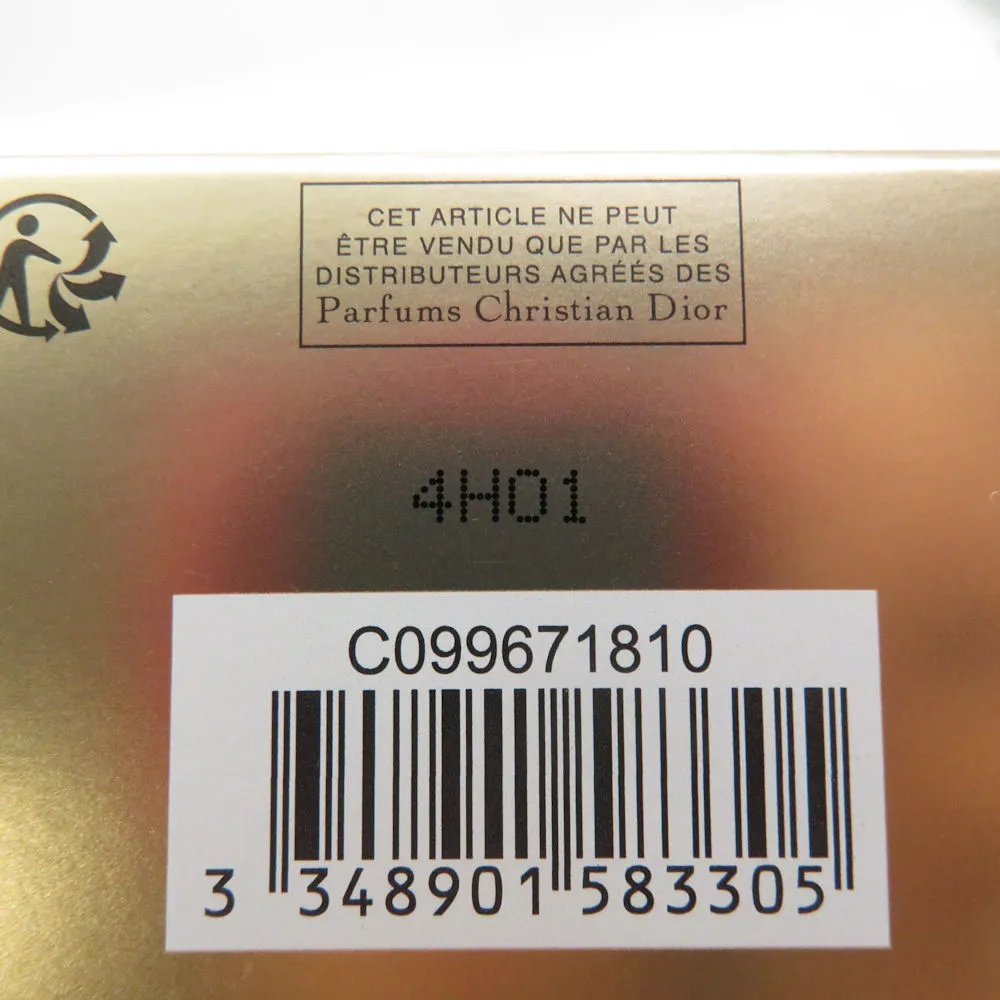 CET ARTICLE NE PEUT
ÊTRE VENDU QUE PAR LES
DISTRIBUTEURS AGRÉÉS DES
Parfums Christian Dior
4H01
C099671810
3 348901 583305